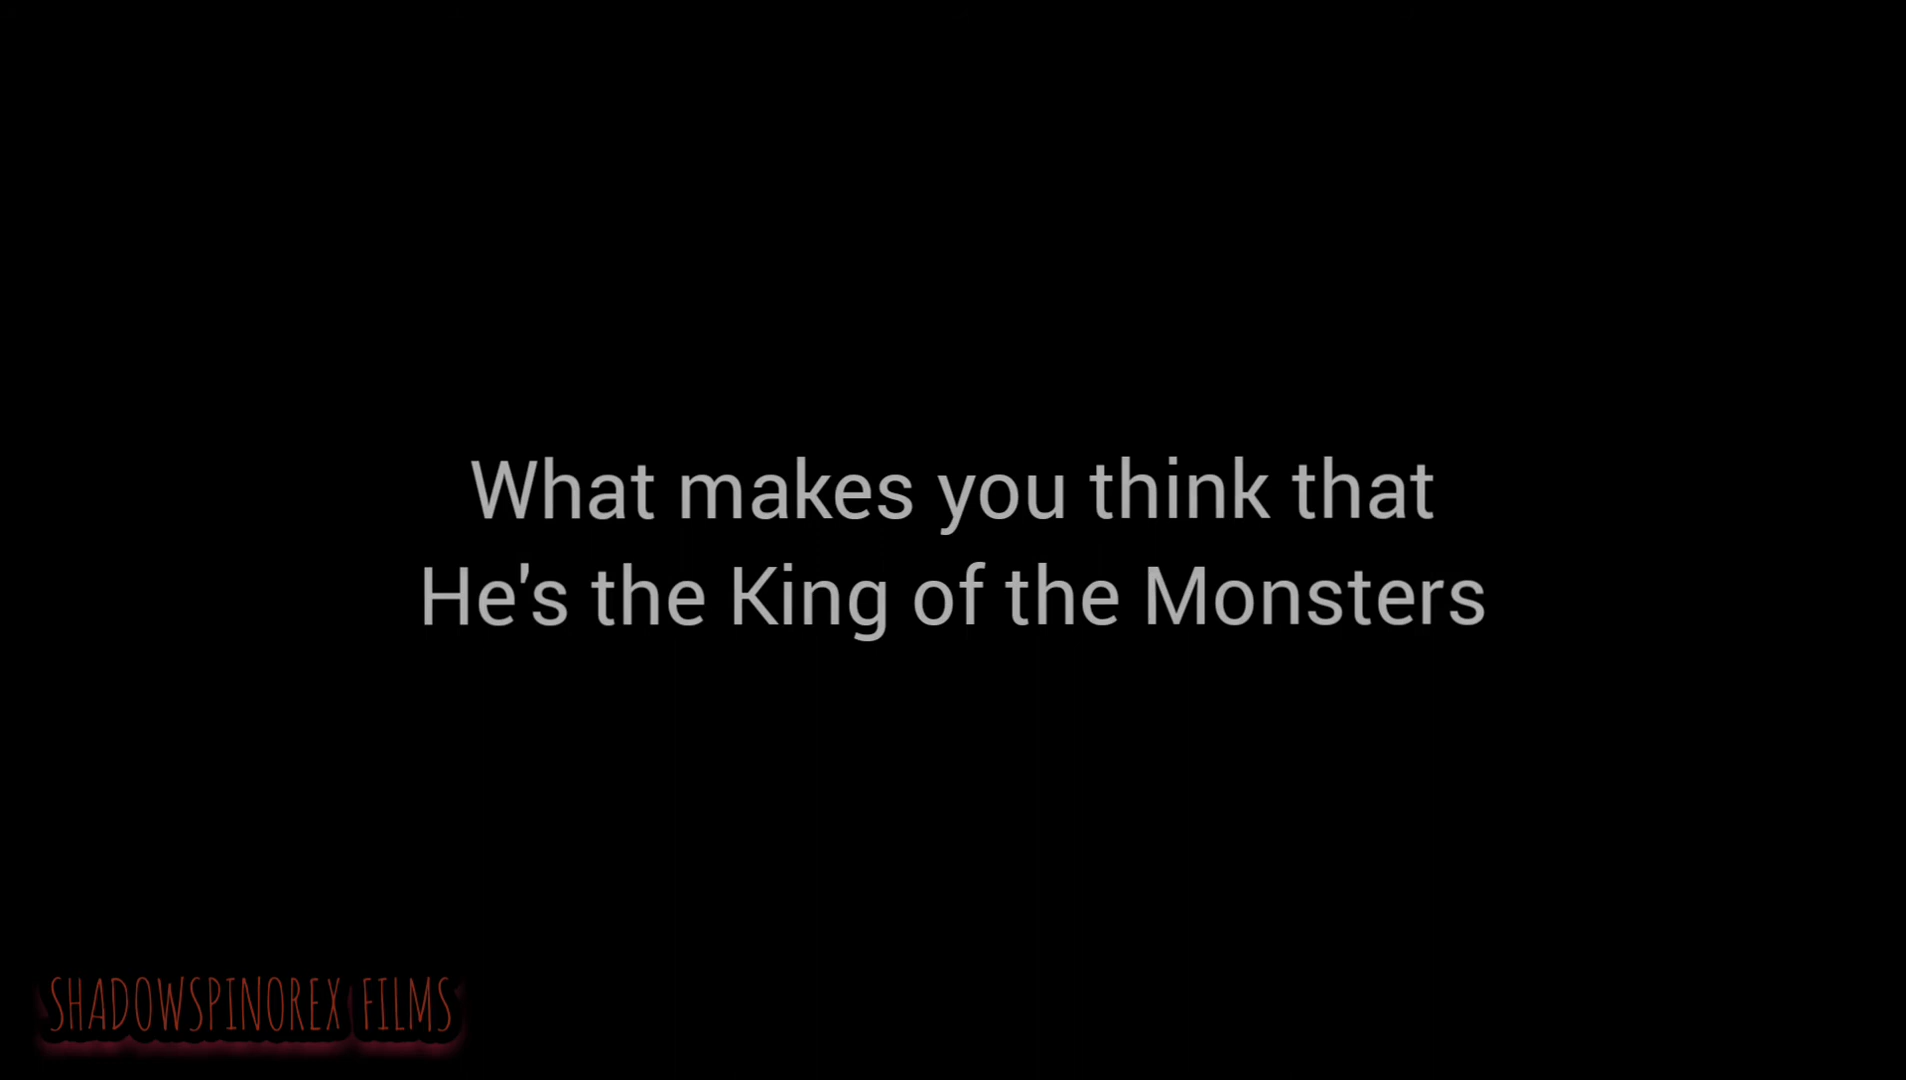 What makes you think that
He's the King of the Monsters
SHADOWSPINOREX FILMS